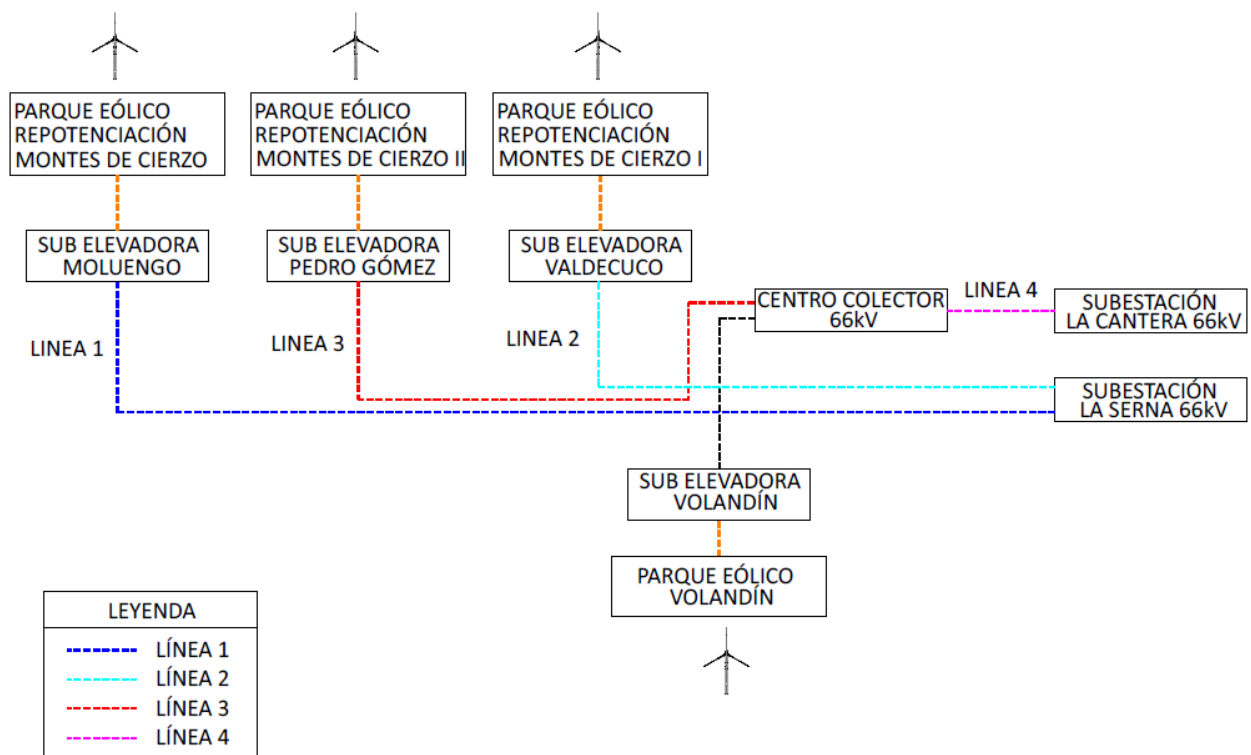 PARQUE EÓLICO
REPOTENCIACIÓN
MONTES DE CIERZO
PARQUE EÓLICO
REPOTENCIACIÓN
MONTES DE CIERZO II
PARQUE EÓLICO
REPOTENCIACIÓN
MONTES DE CIERZO I
SUB ELEVADORA
MOLUENGO
SUB ELEVADORA
PEDRO GÓMEZ
SUB ELEVADORA
VALDECUCO
CENTRO COLECTOR
66kV
LINEA 4
SUBESTACIÓN
LA CANTERA 66kV
LINEA 1
LINEA 3
LINEA 2
SUBESTACIÓN
LA SERNA 66kV
SUB ELEVADORA
VOLANDÍN
PARQUE EÓLICO
VOLANDÍN
LEYENDA
LÍNEA 1
LÍNEA 2
LÍNEA 3
LÍNEA 4